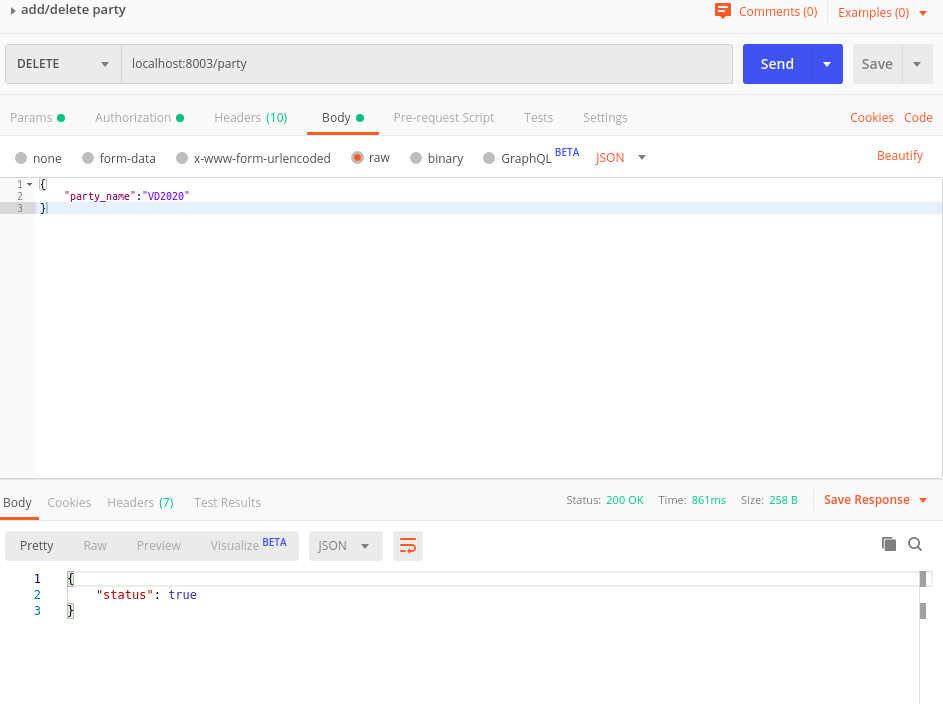 add/delete party Comments (0) Examples (0)
DELETE localhost:8003/party Send Save
Params Authorization Headers (10) Body Pre-request Script Tests Settings Cookies Code
none form-data x-www-form-urlencoded raw binary GraphQL BETA JSON Beautify
1 {
2 "party_name":"VD2020"
3 }
Body Cookies Headers (7) Test Results Status: 200 OK Time: 861ms Size: 258 B Save Response
Pretty Raw Preview Visualize BETA JSON
1 {
2 "status": true
3 }